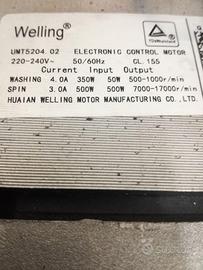 Welling®
UMT5204.02 ELECTRONIC CONTROL MOTOR
220-240V~ 50/60Hz CL.155
Current Input Output
WASHING 4.0A 350W 50W 500-1000r/min
SPIN 3.0A 500W 500W 7000-17000r/min
HUAIAN WELLING MOTOR MANUFACTURING CO.,LTD.